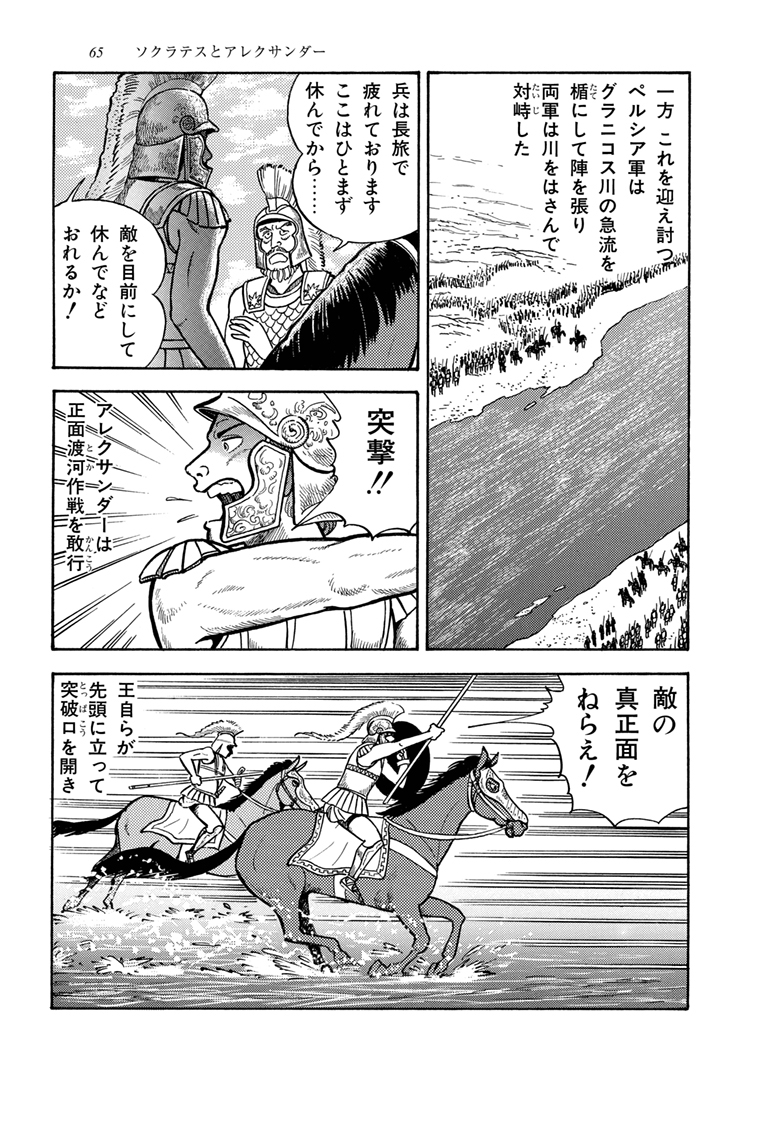 65 ソクラテスとアレクサンダー
一方 これを迎え討つ
ペルシア軍は
グラニコス川の急流を
楯にして陣を張り
両軍は川をはさんで
対峙した
兵は長旅で
疲れております
ここはひとまず
休んでから……
敵を目前にして
休んでなど
おれるか！
突撃!!
アレクサンダーは
正面渡河作戦を敢行
敵の
真正面を
ねらえ！
王自らが
先頭に立って
突破口を開き